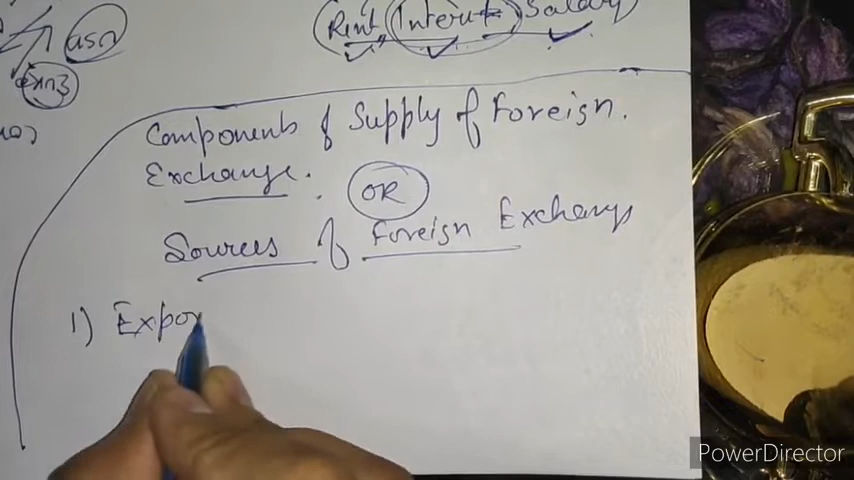 Rent Interest Salary
Components of Supply of Foreign.
Exchange. OR
Sources of Foreign Exchange
1) Expor
PowerDirector